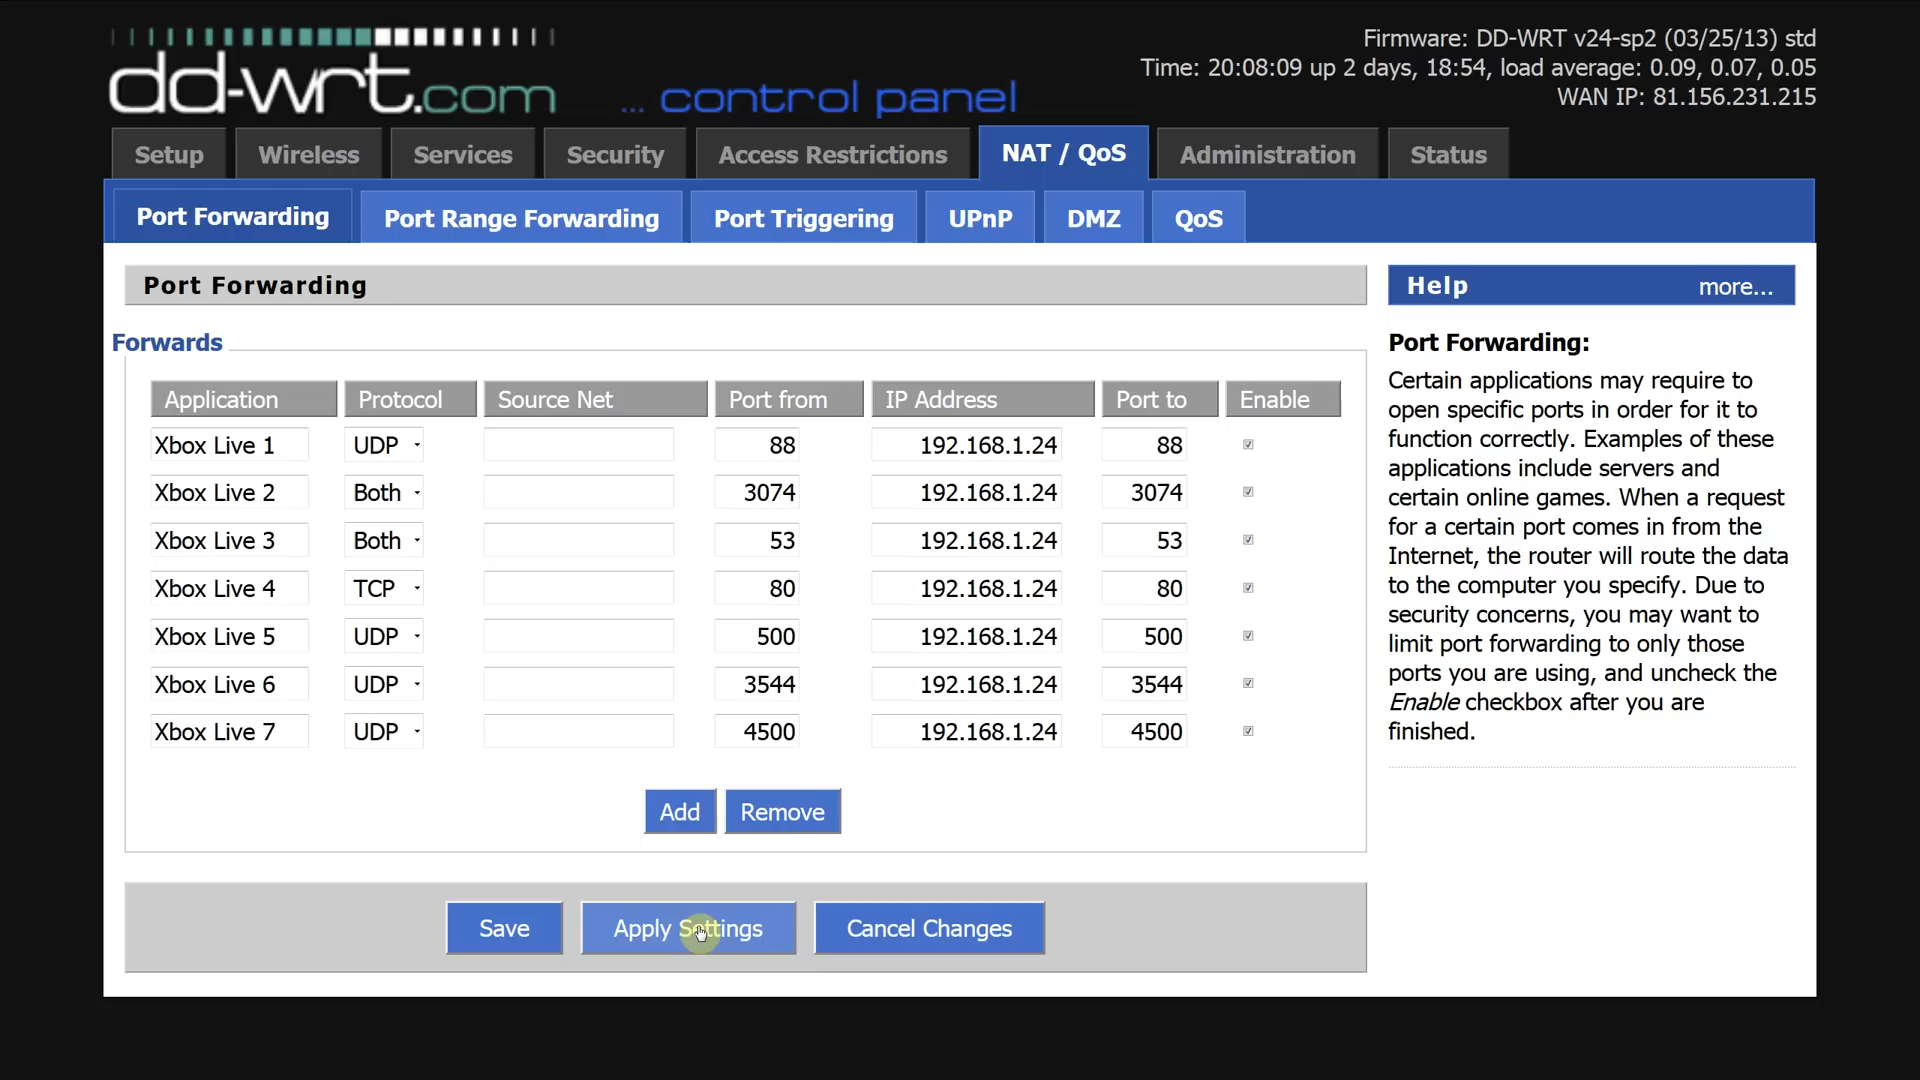 dd-wrt.com ... control panel
Firmware: DD-WRT v24-sp2 (03/25/13) std
Time: 20:08:09 up 2 days, 18:54, load average: 0.09, 0.07, 0.05
WAN IP: 81.156.231.215
Setup Wireless Services Security Access Restrictions NAT / QoS Administration Status
Port Forwarding Port Range Forwarding Port Triggering UPnP DMZ QoS
Port Forwarding
Forwards
Application Protocol Source Net Port from IP Address Port to Enable
Xbox Live 1 UDP 88 192.168.1.24 88
Xbox Live 2 Both 3074 192.168.1.24 3074
Xbox Live 3 Both 53 192.168.1.24 53
Xbox Live 4 TCP 80 192.168.1.24 80
Xbox Live 5 UDP 500 192.168.1.24 500
Xbox Live 6 UDP 3544 192.168.1.24 3544
Xbox Live 7 UDP 4500 192.168.1.24 4500
Add Remove
Save Apply Settings Cancel Changes
Help more...
Port Forwarding:
Certain applications may require to
open specific ports in order for it to
function correctly. Examples of these
applications include servers and
certain online games. When a request
for a certain port comes in from the
Internet, the router will route the data
to the computer you specify. Due to
security concerns, you may want to
limit port forwarding to only those
ports you are using, and uncheck the
Enable checkbox after you are
finished.